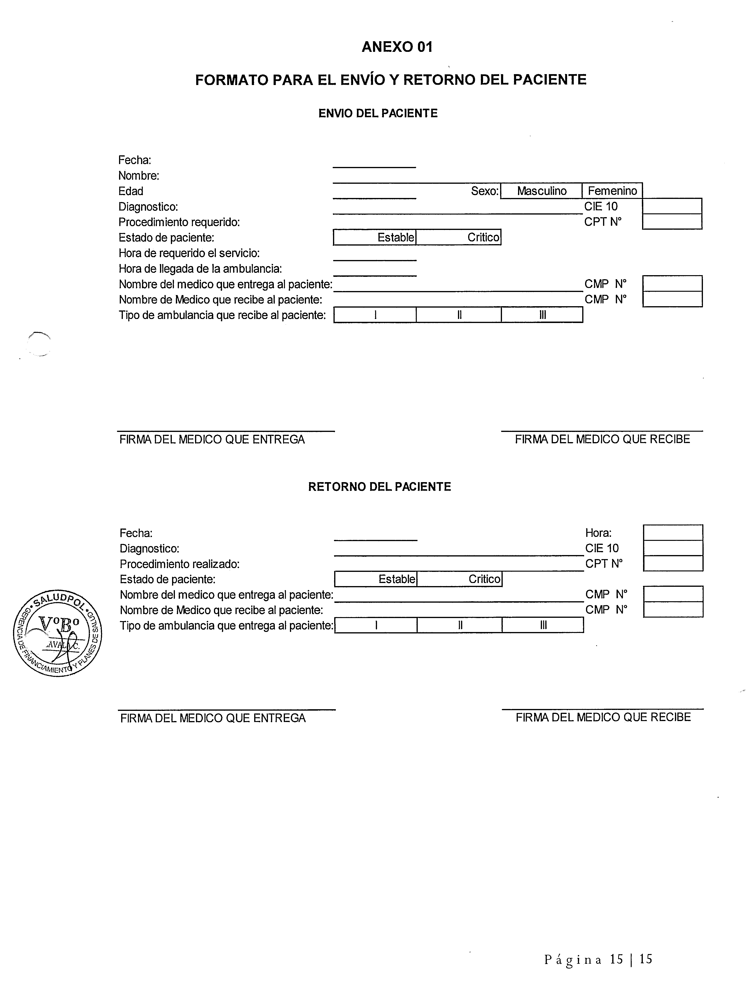 ANEXO 01
FORMATO PARA EL ENVÍO Y RETORNO DEL PACIENTE
ENVIO DEL PACIENTE
Fecha:
Nombre:
Edad Sexo: Masculino Femenino
Diagnostico: CIE 10
Procedimiento requerido: CPT Nº
Estado de paciente: Estable Critico
Hora de requerido el servicio:
Hora de llegada de la ambulancia:
Nombre del medico que entrega al paciente: CMP Nº
Nombre de Medico que recibe al paciente: CMP Nº
Tipo de ambulancia que recibe al paciente: I II III
FIRMA DEL MEDICO QUE ENTREGA FIRMA DEL MEDICO QUE RECIBE
RETORNO DEL PACIENTE
Fecha: Hora:
Diagnostico: CIE 10
Procedimiento realizado: CPT Nº
Estado de paciente: Estable Critico
Nombre del medico que entrega al paciente: CMP Nº
Nombre de Medico que recibe al paciente: CMP Nº
Tipo de ambulancia que entrega al paciente: I II III
SALUDPOL
GERENCIA DE FINANCIAMIENTO Y PLANES DE SALUD
VºBº
FIRMA DEL MEDICO QUE ENTREGA FIRMA DEL MEDICO QUE RECIBE
Página 15 | 15